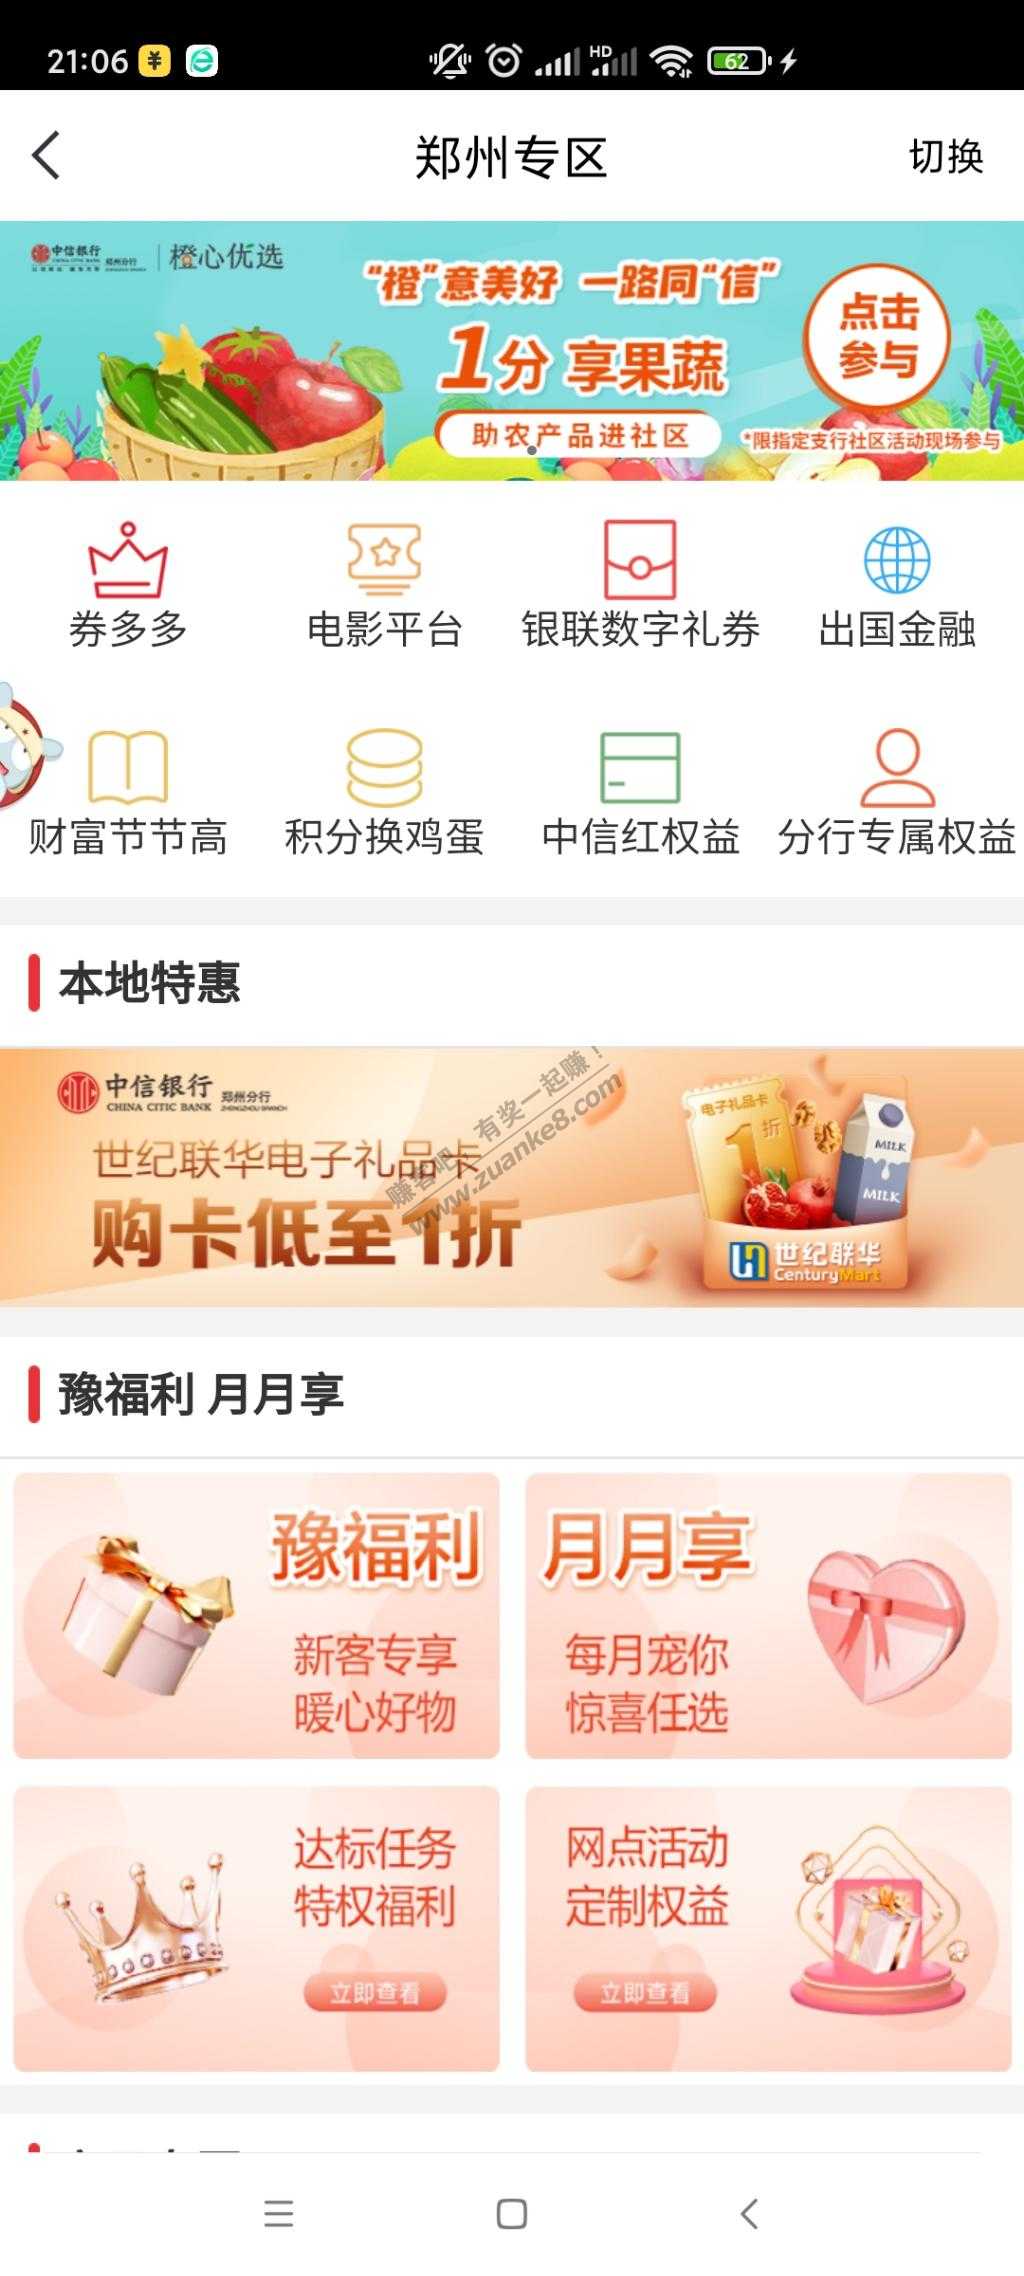 21:06
HD
62
郑州专区
切换
中信银行
CHINA CITIC BANK
郑州分行
橙心优选
“橙”意美好 一路同“信”
1分 享果蔬
助农产品进社区
点击
参与
*限指定支行社区活动现场参与
券多多
电影平台
银联数字礼券
出国金融
财富节节高
积分换鸡蛋
中信红权益
分行专属权益
本地特惠
中信银行
CHINA CITIC BANK
郑州分行
ZHENGZHOU BRANCH
世纪联华电子礼品卡
购卡低至1折
电子礼品卡
1折
MILK
MILK
世纪联华
CenturyMart
赚客吧，有奖一起赚！
www.zuanke8.com
豫福利 月月享
豫福利
新客专享
暖心好物
月月享
每月宠你
惊喜任选
达标任务
特权福利
立即查看
网点活动
定制权益
立即查看